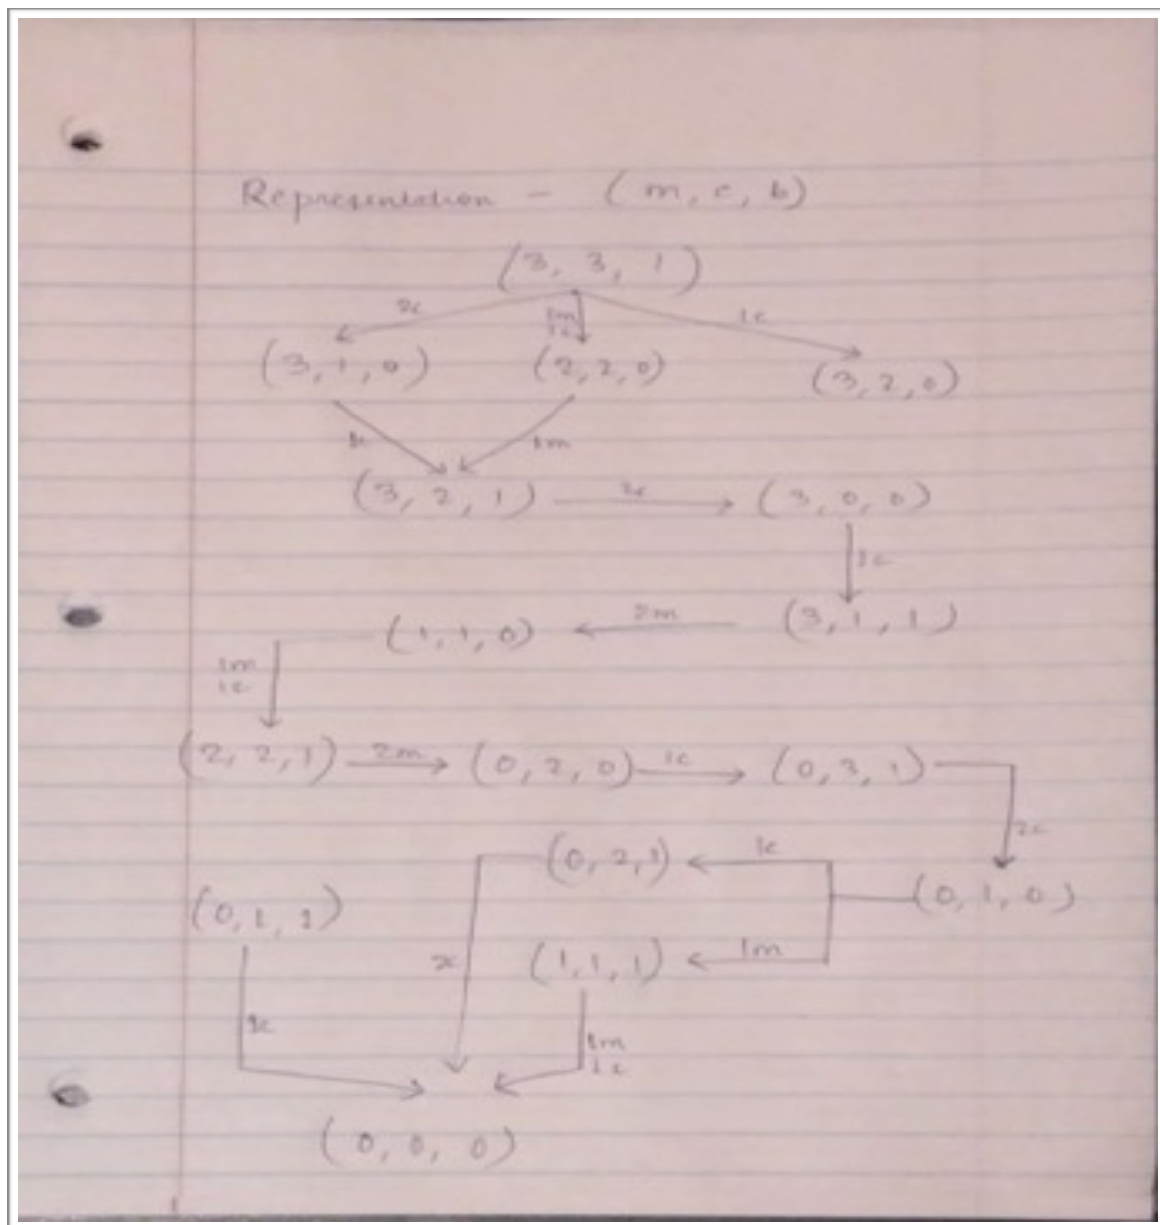 Representation - (m, c, b)
(3, 3, 1)
2c 1m 1c 1c
(3, 1, 0) (2, 2, 0) (3, 2, 0)
1c 1m
(3, 2, 1) 2c (3, 0, 0)
1c
(1, 1, 0) 2m (3, 1, 1)
1m
1c
(2, 2, 1) 2m (0, 2, 0) 1c (0, 3, 1)
2c
(0, 2, 1) 1c
(0, 1, 1) (0, 1, 0)
2c (1, 1, 1) 1m
1c 1m
1c
(0, 0, 0)